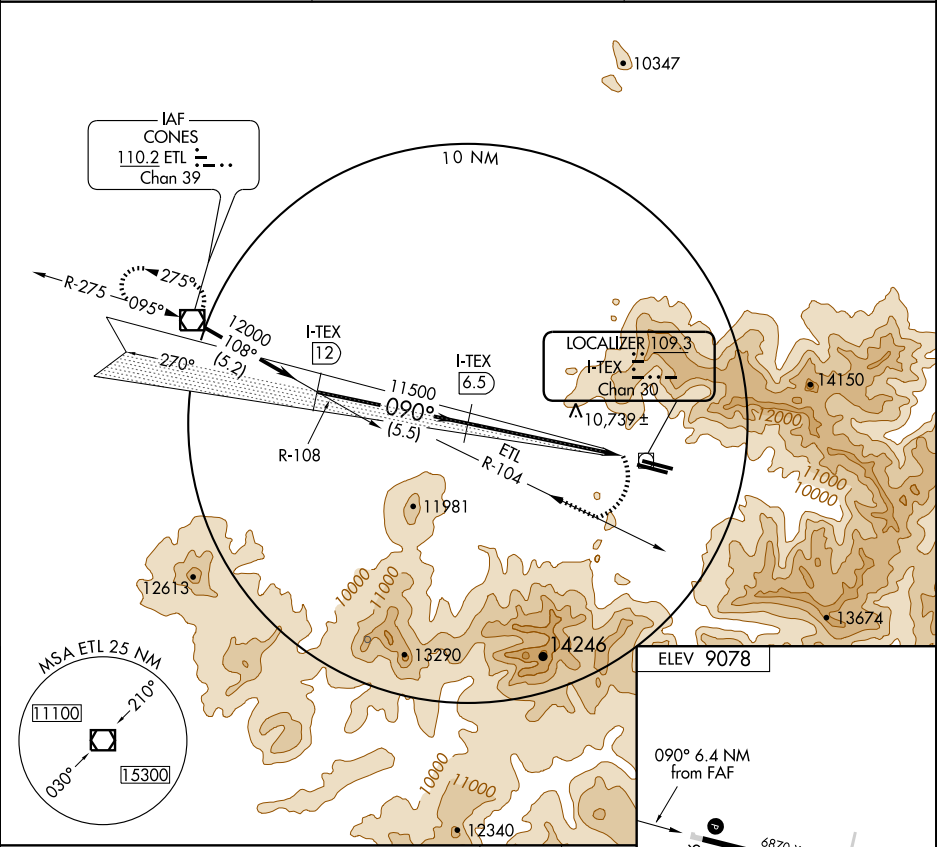 10347
IAF
CONES
110.2 ETL
Chan 39
10 NM
275°
R-275
095°
12000
108°
(5.2)
I-TEX
12
270°
I-TEX
6.5
LOCALIZER 109.3
I-TEX
Chan 30
10,739 ±
14150
12000
11500
090°
(5.5)
R-108
ETL
R-104
11000
10000
11981
12613
10000
11000
13290
14246
13674
MSA ETL 25 NM
210°
11100
030°
15300
10000
11000
12340
ELEV 9078
090° 6.4 NM
from FAF
P